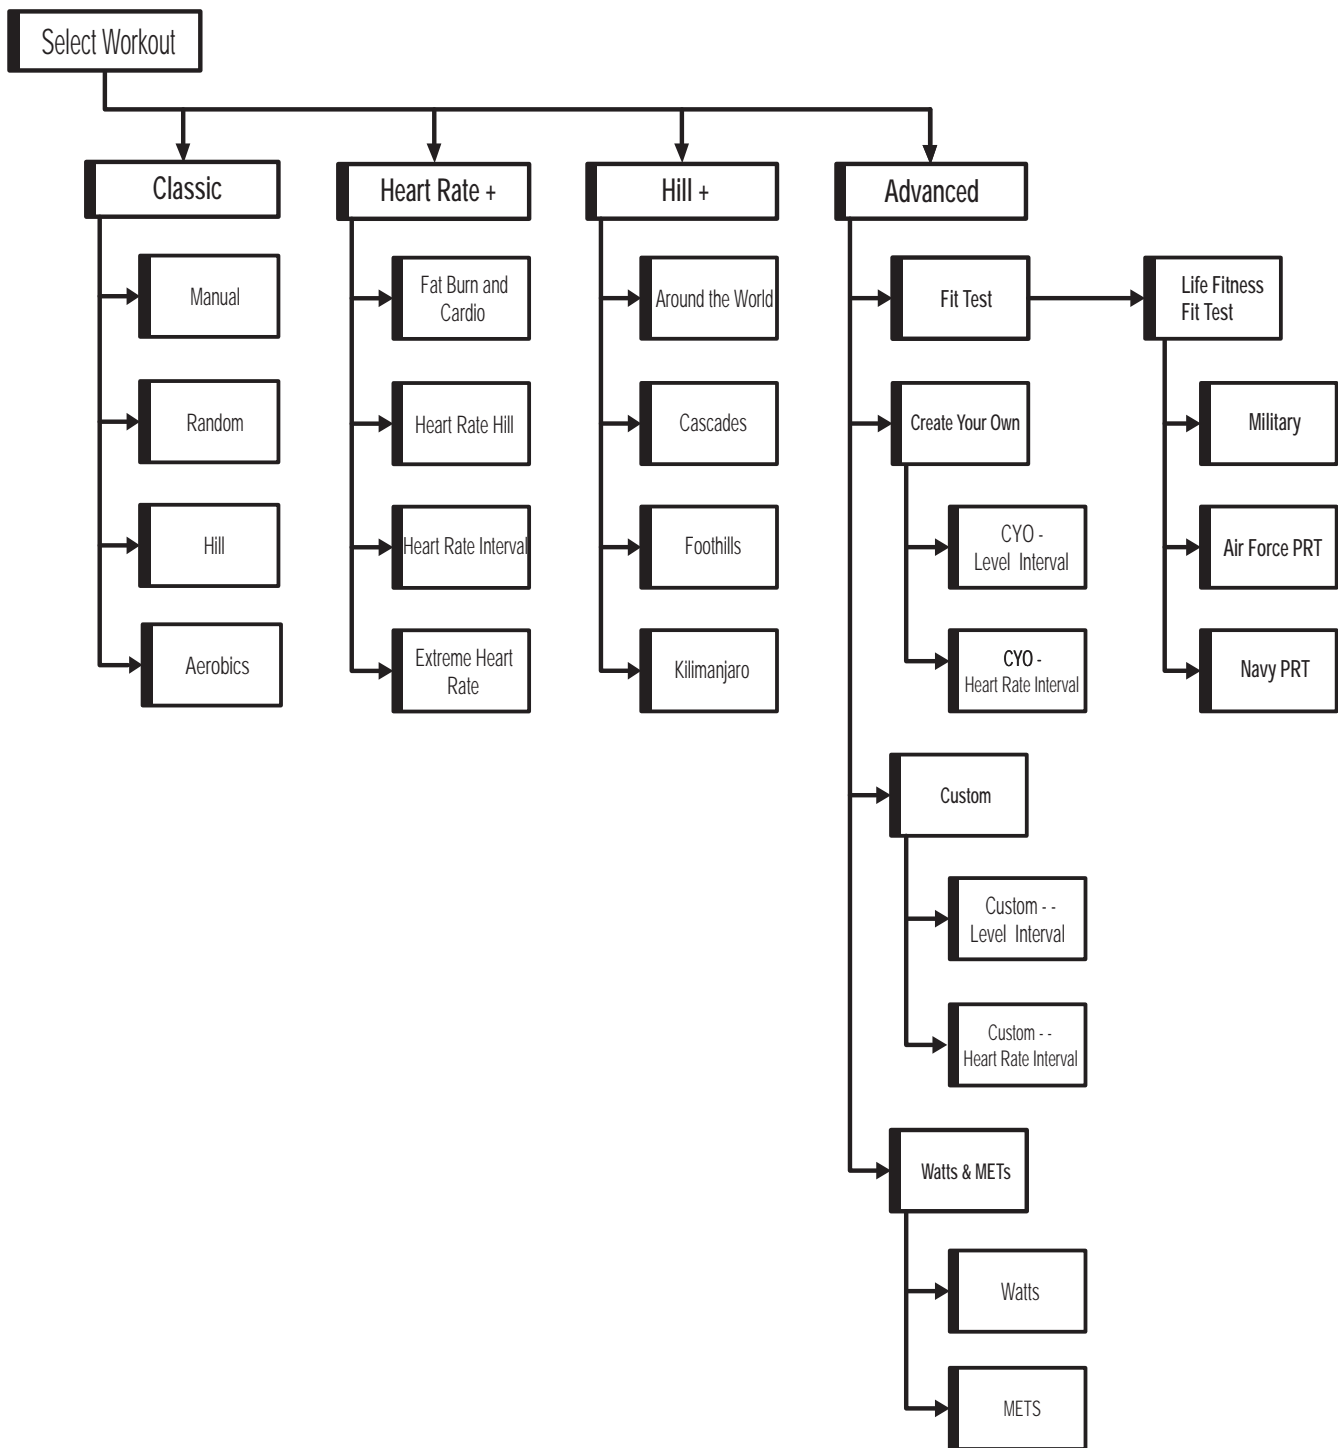 Select Workout
Classic
Heart Rate +
Hill +
Advanced
Manual
Random
Hill
Aerobics
Fat Burn and
Cardio
Heart Rate Hill
Heart Rate Interval
Extreme Heart
Rate
Around the World
Cascades
Foothills
Kilimanjaro
Fit Test
Life Fitness
Fit Test
Military
Air Force PRT
Navy PRT
Create Your Own
CYO -
Level Interval
CYO -
Heart Rate Interval
Custom
Custom - -
Level Interval
Custom - -
Heart Rate Interval
Watts & METs
Watts
METS